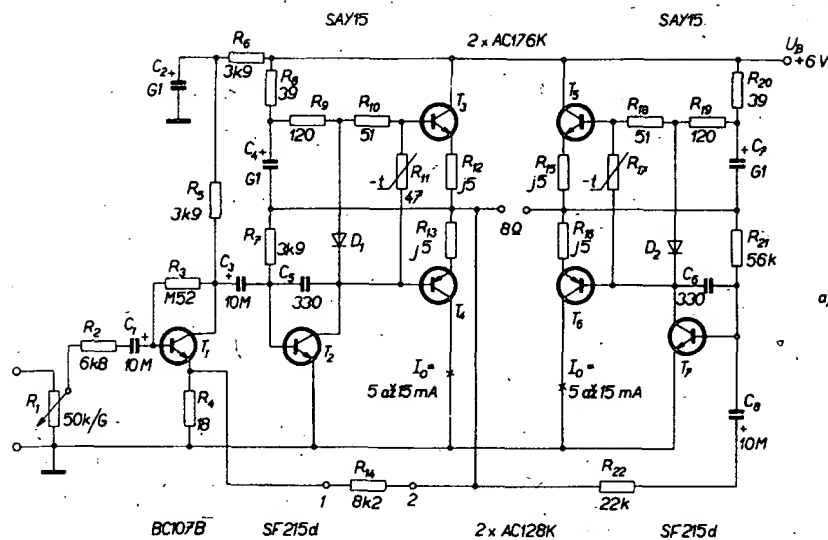 SAY15 SAY15
2 x AC176K
U_B
+6 V
R6
3k9
C2 +
G1
R8
39
R20
39
R9
120
R10
51
T3
T5
R18
51
R19
120
C4 +
G1
-t
R11
47
R12
j5
R15
j5
-t
R17
+
C7
G1
R5
3k9
8Ω
R7
3k9
D1
R13
j5
R16
j5
D2
R21
56k
R3
M52
C3
+
10M
C5
330
C6
330
a)
R2
6k8
C1
+
10M
T1
T2
T4
T6
T7
R1
50k/G
R4
18
I0 =
5 až 15 mA
I0 =
5 až 15 mA
C8
+
10M
R14
1
8k2
2
R22
22k
BC107B SF215d 2 x AC128K SF215d